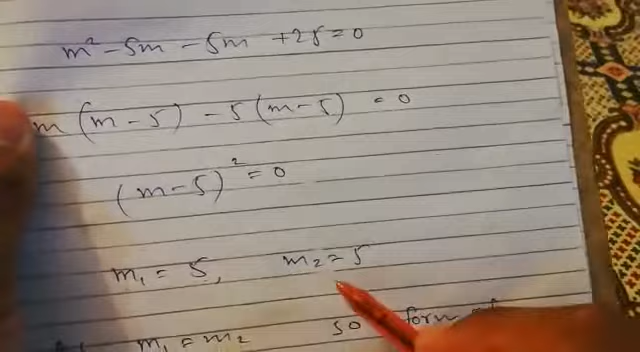 m² - 5m - 5m + 25 = 0
m(m - 5) - 5(m - 5) = 0
(m - 5)² = 0
m₁ = 5, m₂ = 5
m₁ = m₂ so form of